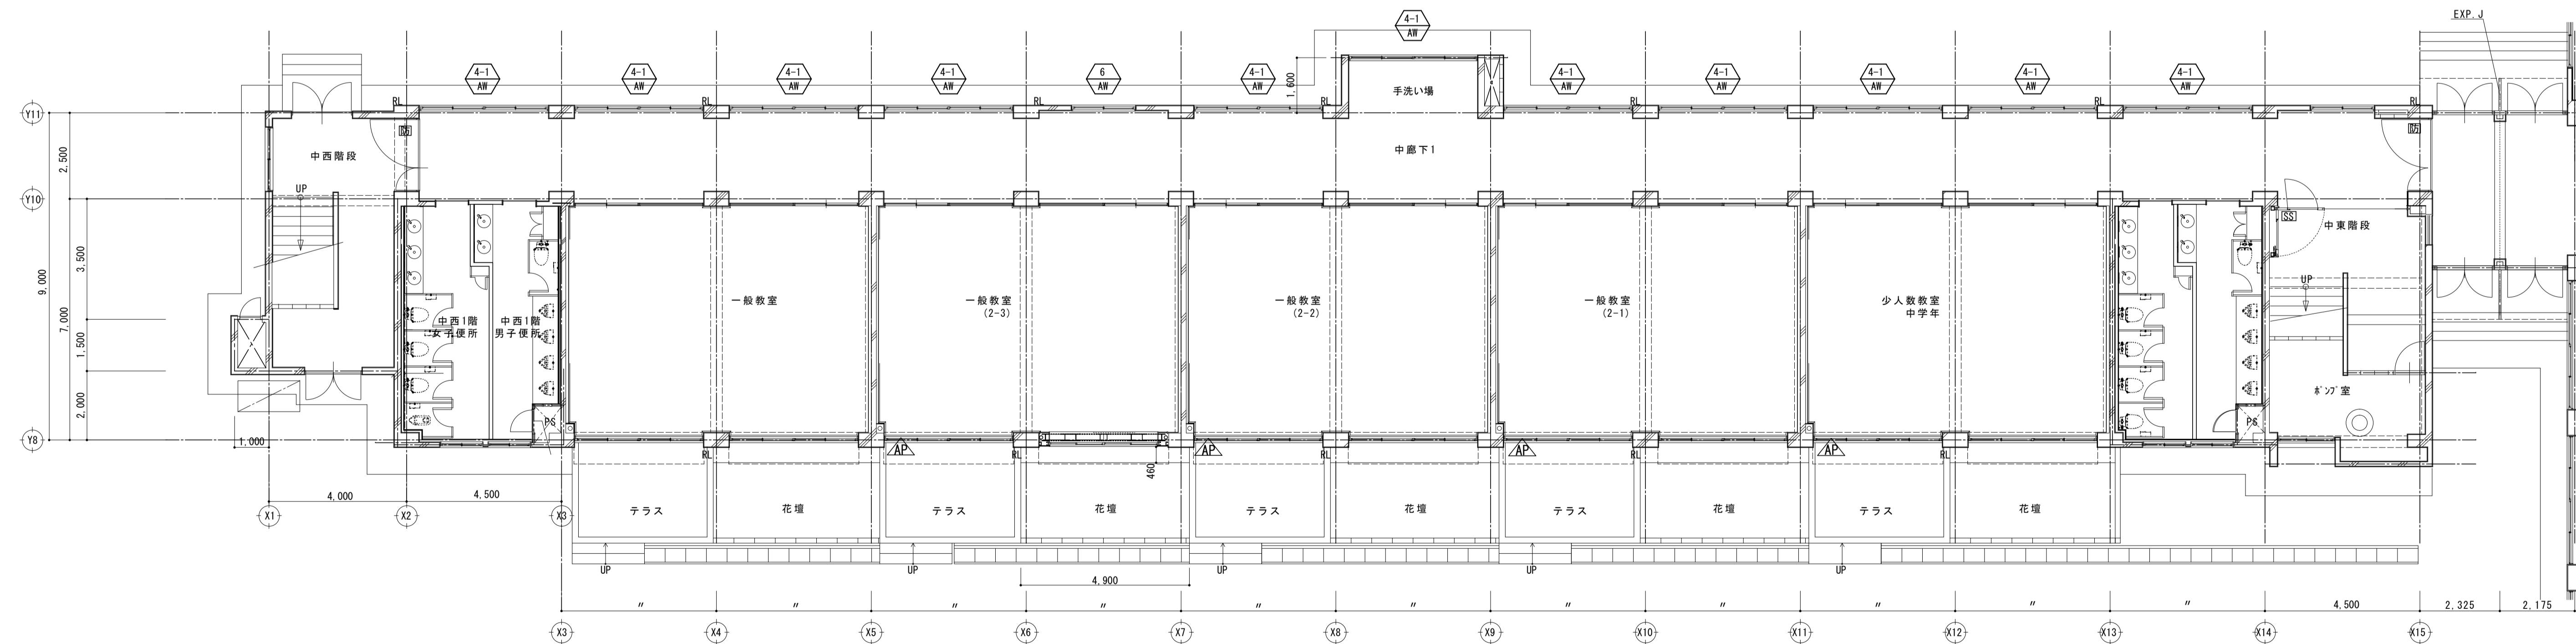 EXP. J
4-1
AW
4-1
AW
4-1
AW
4-1
AW
4-1
AW
6
AW
4-1
AW
4-1
AW
4-1
AW
4-1
AW
4-1
AW
4-1
AW
1,600
手洗い場
RL
RL
RL
RL
RL
RL
RL
Y11
防
防
2,500
中西階段
中廊下1
Y10
UP
SS
中東階段
3,500
9,000
7,000
UP
一般教室
一般教室
(2-3)
一般教室
(2-2)
一般教室
(2-1)
少人数教室
中学年
中西1階
女子便所
中西1階
男子便所
1,500
2,000
ポンプ室
PS
PS
Y8
1,000
RL
AP
RL
AP
RL
AP
RL
AP
RL
460
4,000
4,500
X1
X2
X3
テラス
花壇
テラス
花壇
テラス
花壇
テラス
花壇
テラス
花壇
UP
UP
UP
UP
UP
4,900
〃
〃
〃
〃
〃
〃
〃
〃
〃
〃
〃
4,500
2,325
2,175
X3
X4
X5
X6
X7
X8
X9
X10
X11
X12
X13
X14
X15